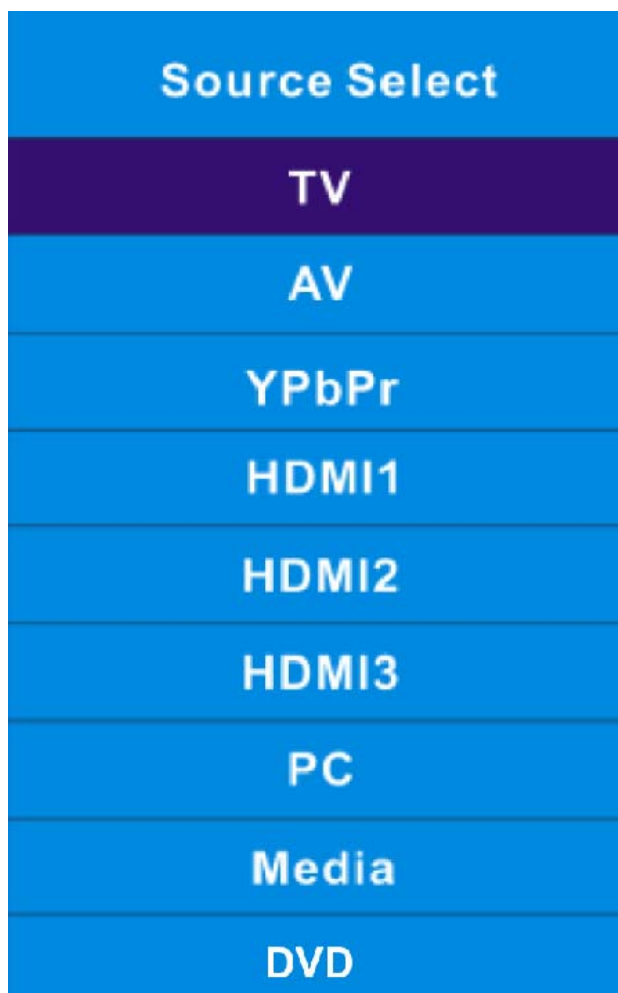 Source Select
TV
AV
YPbPr
HDMI1
HDMI2
HDMI3
PC
Media
DVD